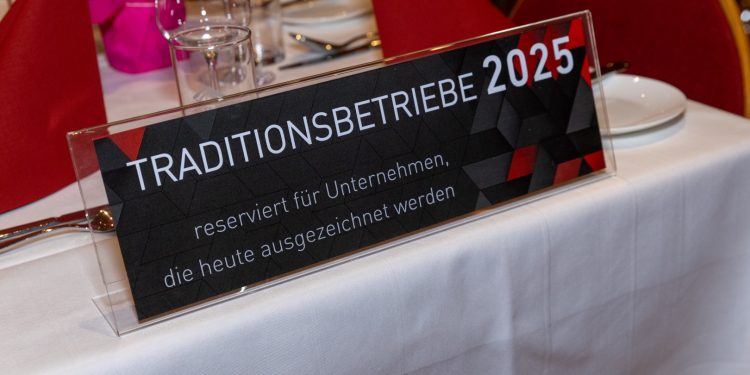 TRADITIONSBETRIEBE 2025
reserviert für Unternehmen,
die heute ausgezeichnet werden